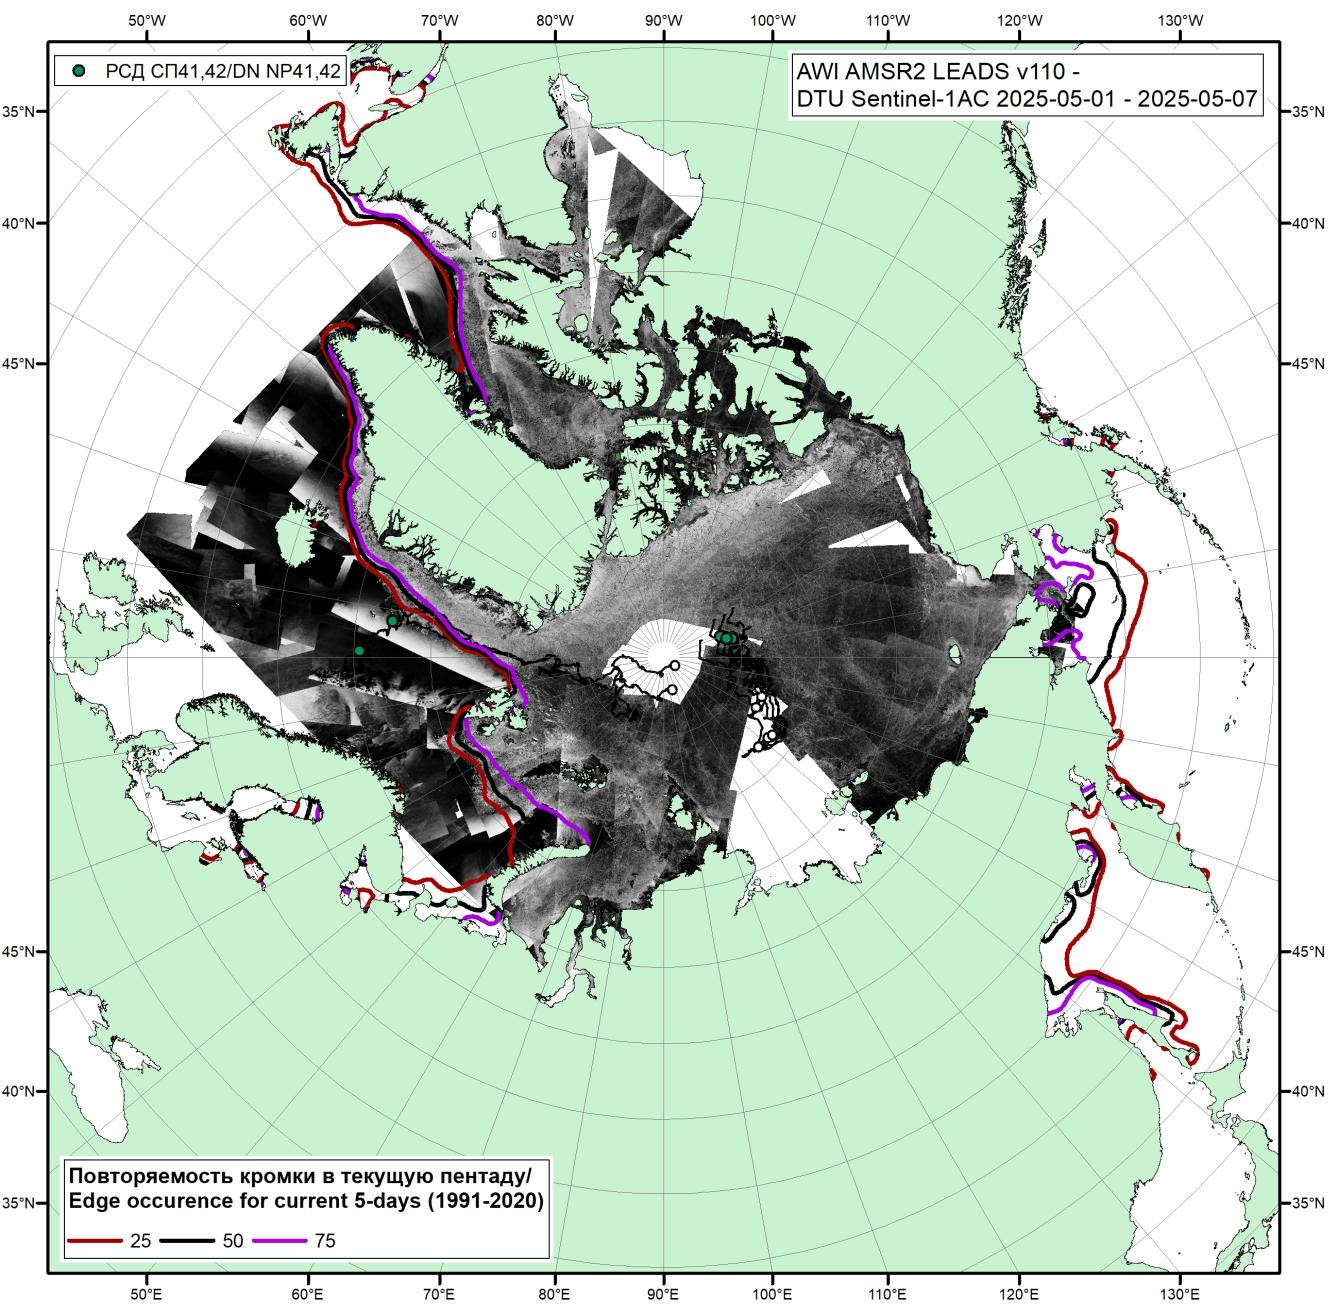 50°W 60°W 70°W 80°W 90°W 100°W 110°W 120°W 130°W
РСД СП41,42/DN NP41,42
AWI AMSR2 LEADS v110 -
DTU Sentinel-1AC 2025-05-01 - 2025-05-07
35°N 35°N
40°N 40°N
45°N 45°N
45°N 45°N
40°N 40°N
Повторяемость кромки в текущую пентаду/
Edge occurence for current 5-days (1991-2020)
35°N 35°N
25 50 75
50°E 60°E 70°E 80°E 90°E 100°E 110°E 120°E 130°E